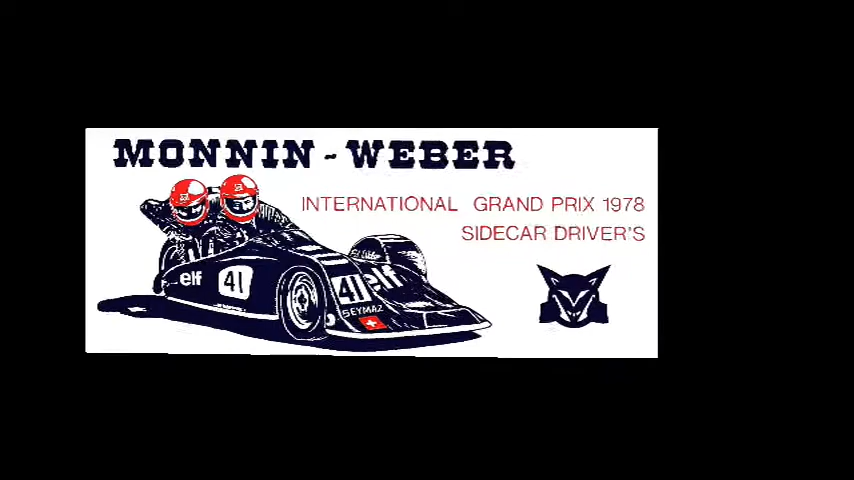 MONNIN - WEBER
INTERNATIONAL GRAND PRIX 1978
SIDECAR DRIVER'S
elf
41
41
elf
SEYMAZ